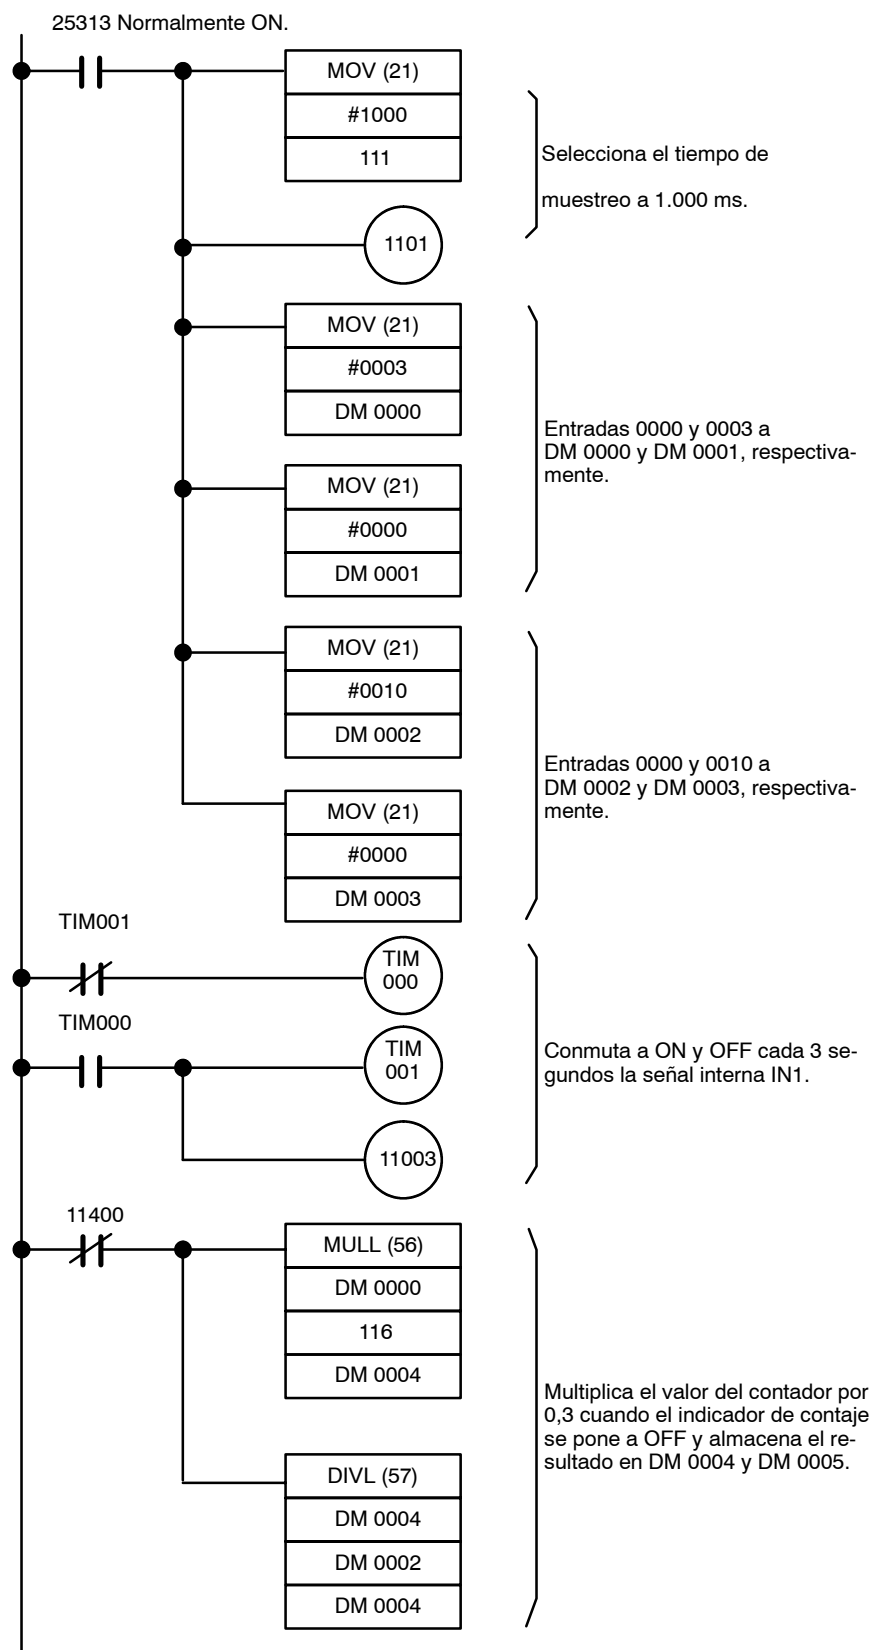 25313 Normalmente ON.
MOV (21)
#1000
111
Selecciona el tiempo de
muestreo a 1.000 ms.
1101
MOV (21)
#0003
DM 0000
Entradas 0000 y 0003 a
DM 0000 y DM 0001, respectiva-
mente.
MOV (21)
#0000
DM 0001
MOV (21)
#0010
DM 0002
Entradas 0000 y 0010 a
DM 0002 y DM 0003, respectiva-
mente.
MOV (21)
#0000
DM 0003
TIM001
TIM
000
TIM000
TIM
001
Conmuta a ON y OFF cada 3 se-
gundos la señal interna IN1.
11003
11400
MULL (56)
DM 0000
116
DM 0004
Multiplica el valor del contador por
0,3 cuando el indicador de contaje
se pone a OFF y almacena el re-
sultado en DM 0004 y DM 0005.
DIVL (57)
DM 0004
DM 0002
DM 0004